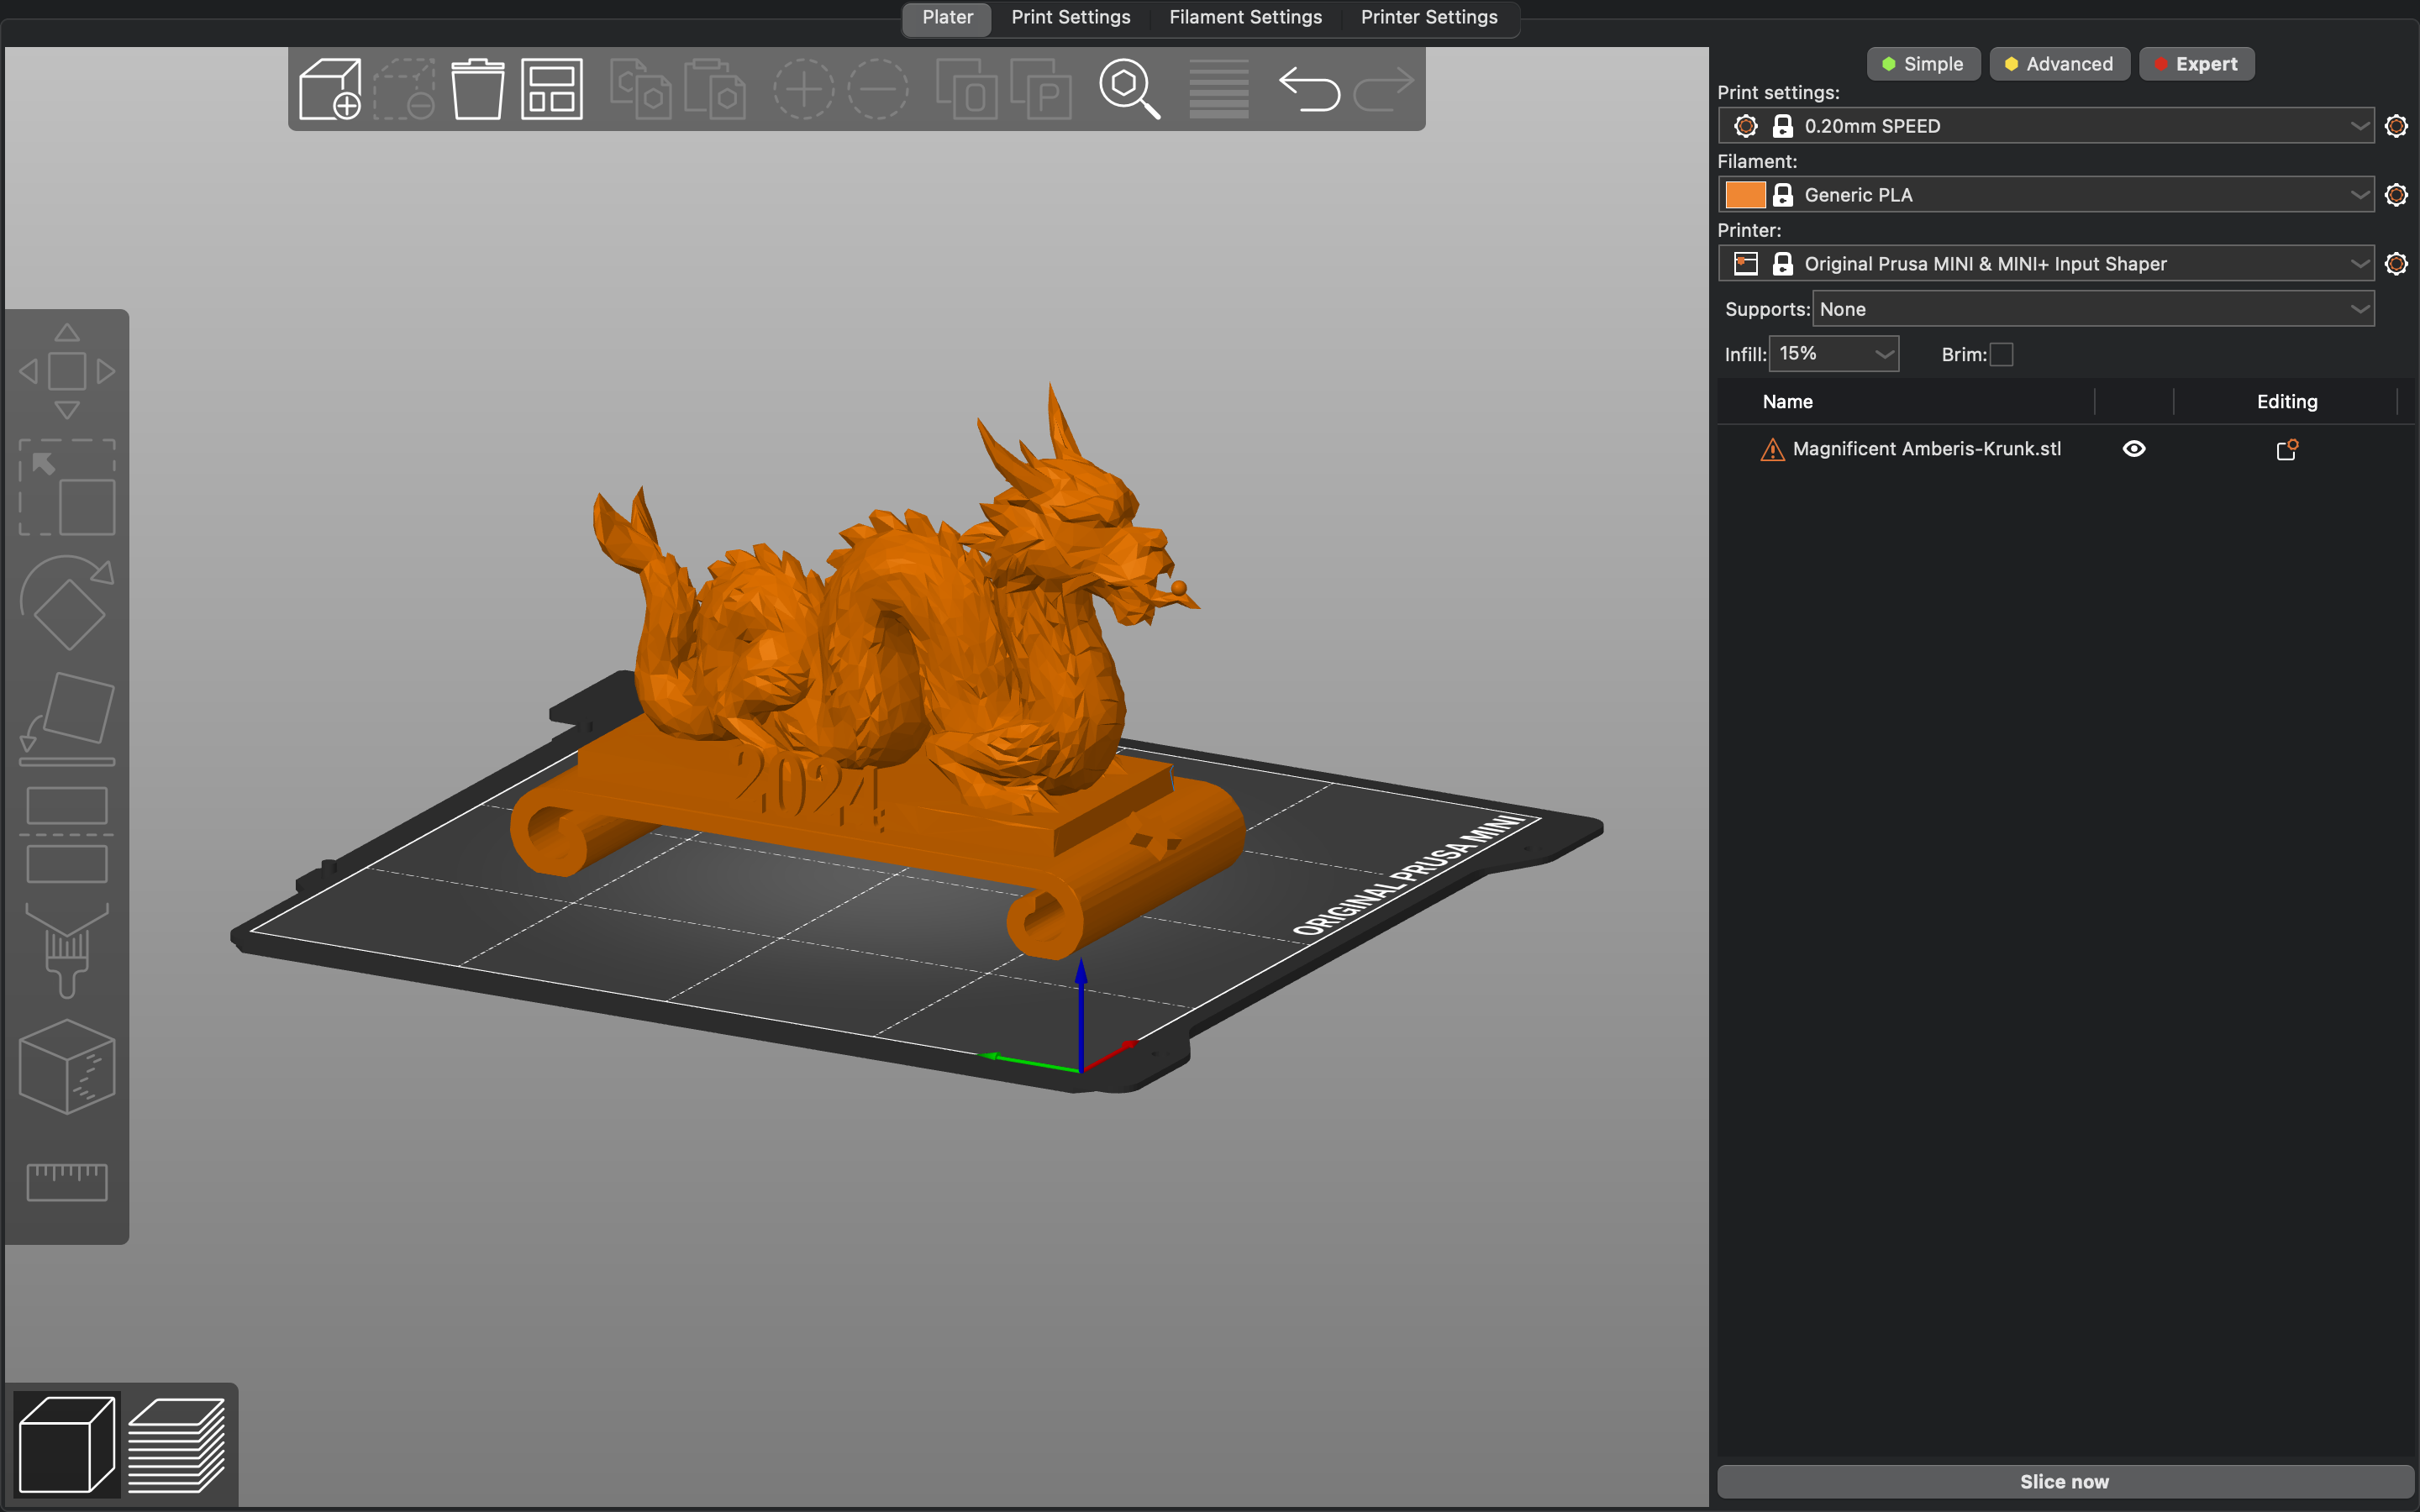 Plater Print Settings Filament Settings Printer Settings
Simple Advanced Expert
Print settings:
0.20mm SPEED
Filament:
Generic PLA
Printer:
Original Prusa MINI & MINI+ Input Shaper
Supports: None
Infill: 15% Brim:
Name Editing
Magnificent Amberis-Krunk.stl
O P
2024
ORIGINAL PRUSA MINI
Slice now